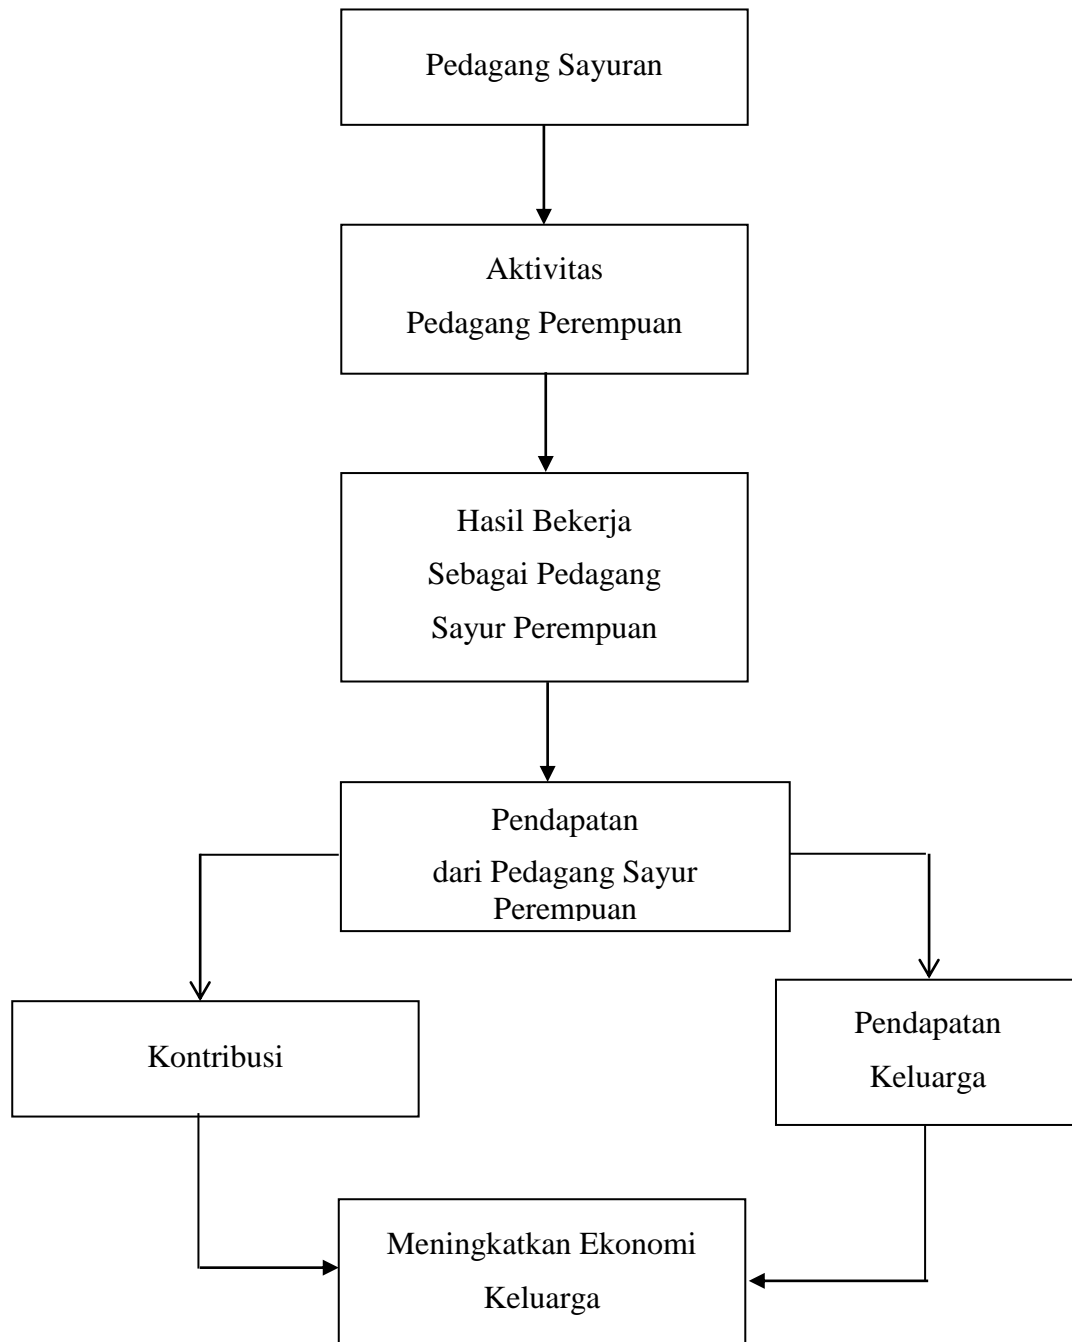 Pedagang Sayuran
Aktivitas
Pedagang Perempuan
Hasil Bekerja
Sebagai Pedagang
Sayur Perempuan
Pendapatan
dari Pedagang Sayur
Perempuan
Kontribusi
Pendapatan
Keluarga
Meningkatkan Ekonomi
Keluarga